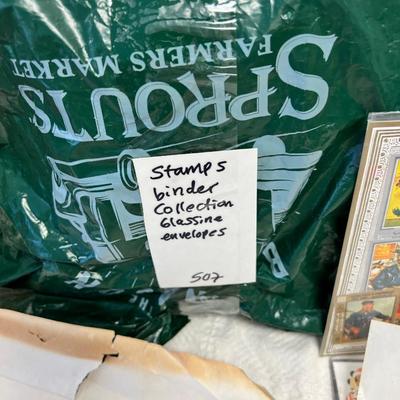 SPROUTS
FARMERS MARKET
Stamps
binder
Collection
Glassine
envelopes
507